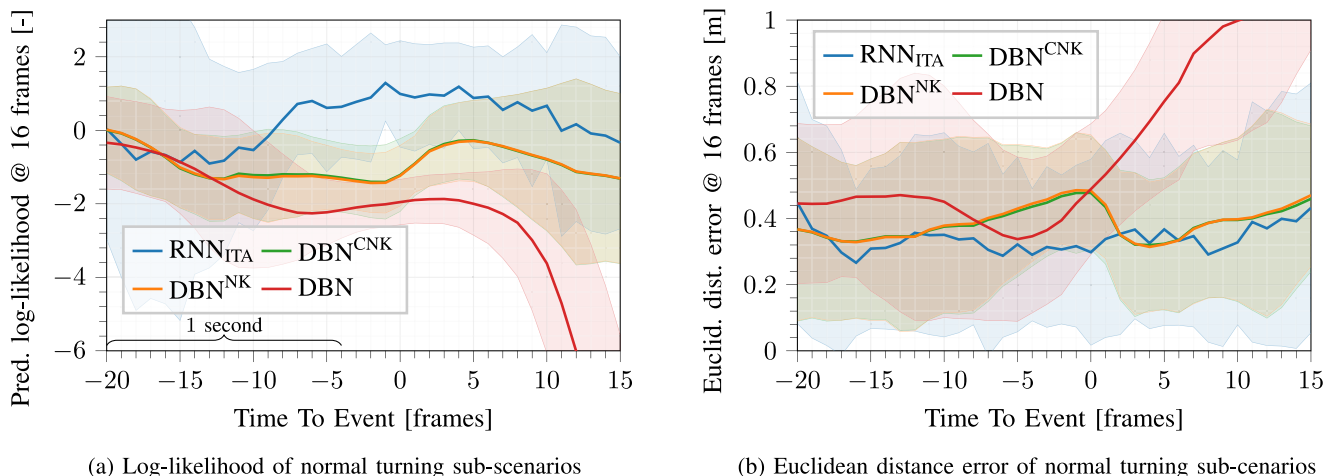 Pred. log-likelihood @ 16 frames [-]
2
0
−2
−4
−6
RNN_ITA DBN^CNK
DBN^NK DBN
1 second
−20 −15 −10 −5 0 5 10 15
Time To Event [frames]
(a) Log-likelihood of normal turning sub-scenarios
Euclid. dist. error @ 16 frames [m]
1
0.8
0.6
0.4
0.2
0
RNN_ITA DBN^CNK
DBN^NK DBN
−20 −15 −10 −5 0 5 10 15
Time To Event [frames]
(b) Euclidean distance error of normal turning sub-scenarios